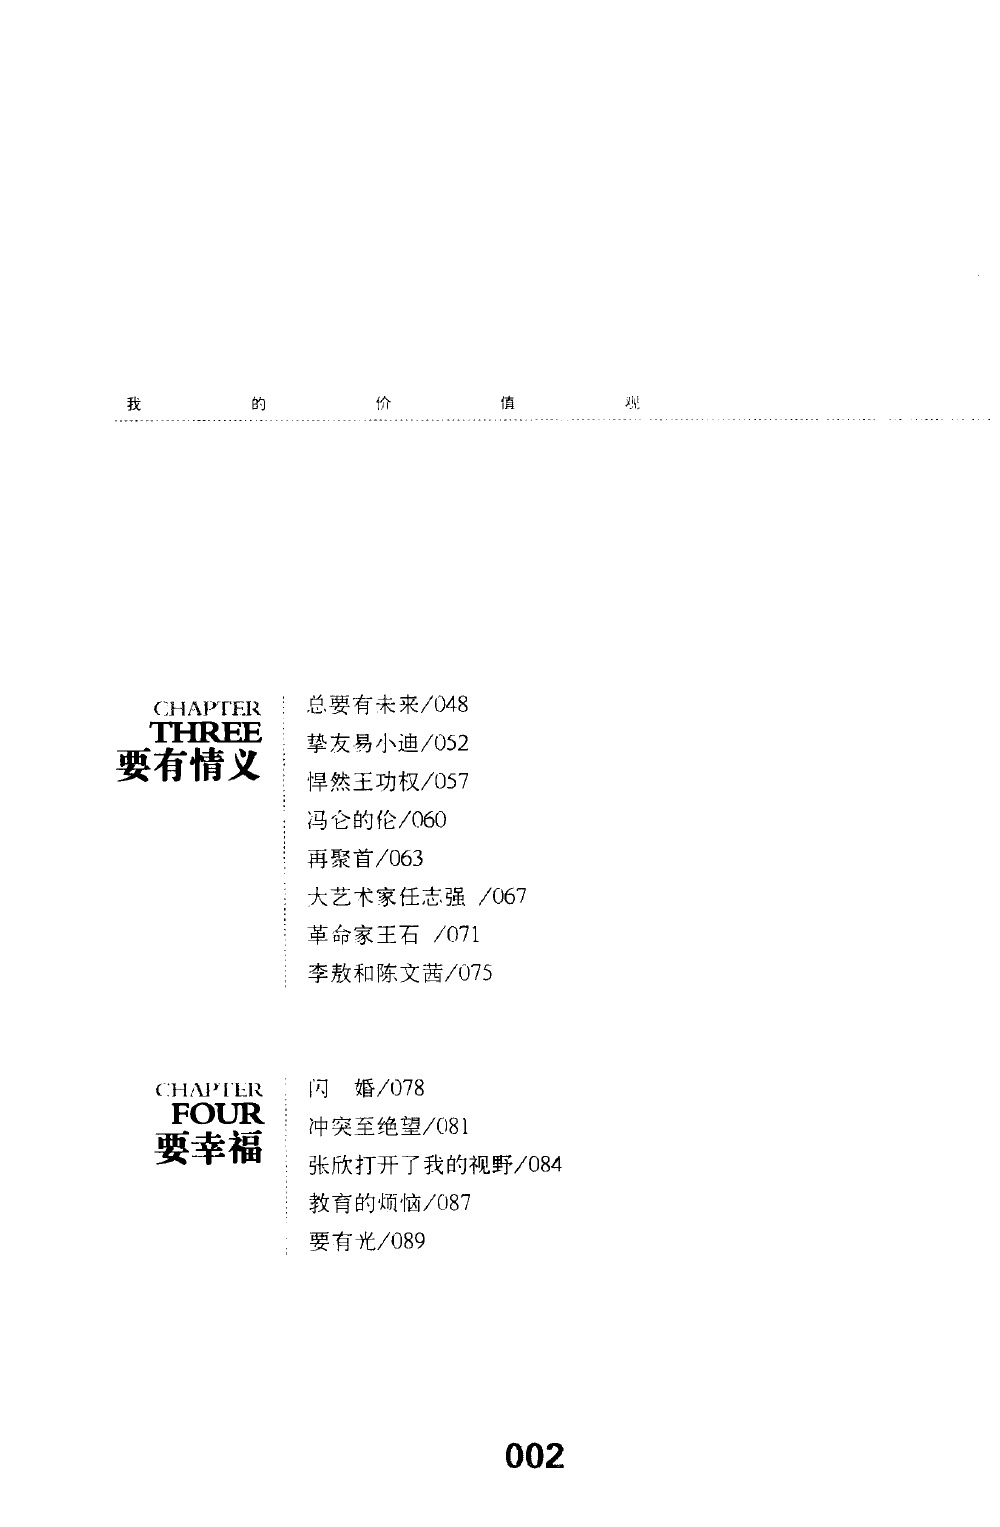 我 的 价 值 观
CHAPTER
THREE
要有情义
总要有未来/048
挚友易小迪/052
悍然王功权/057
冯仑的伦/060
再聚首/063
大艺术家任志强 /067
革命家王石 /071
李敖和陈文茜/075
CHAPTER
FOUR
要幸福
闪 婚/078
冲突至绝望/081
张欣打开了我的视野/084
教育的烦恼/087
要有光/089
002